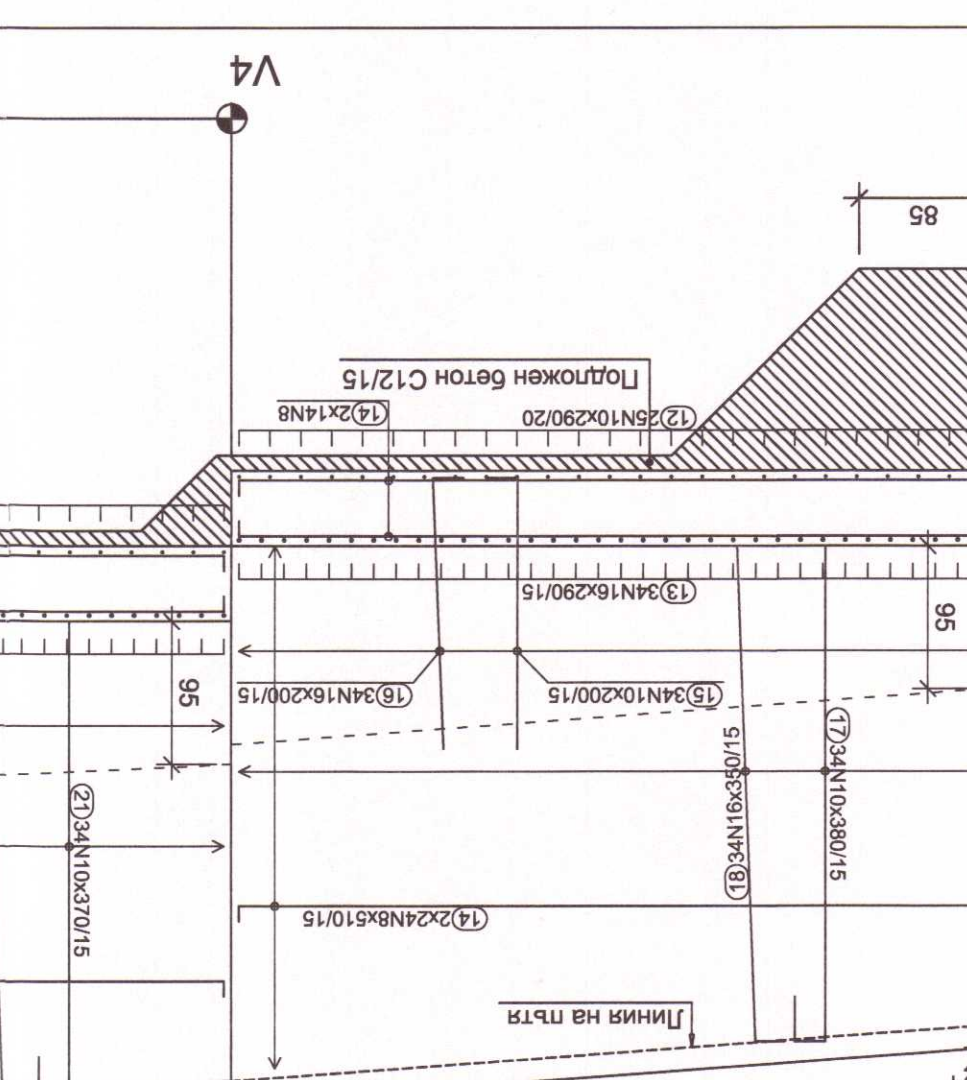 V4
85
Подложен бетон С12/15
14 2x14N8
12 25N10x290/20
13 34N16x290/15
95
95
16 34N16x200/15
15 34N10x200/15
18 34N16x350/15
17 34N10x380/15
21 34N10x370/15
14 2x24N8x510/15
Линия на пътя